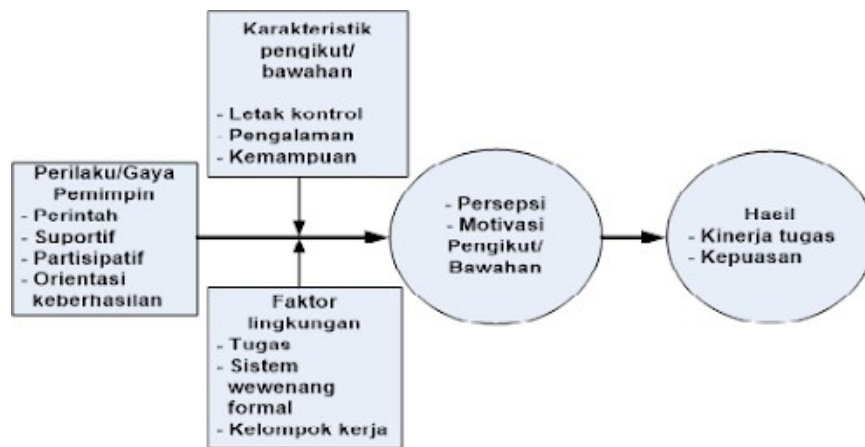 Karakteristik
pengikut/
bawahan
- Letak kontrol
- Pengalaman
- Kemampuan
Perilaku/Gaya
Pemimpin
- Perintah
- Suportif
- Partisipatif
- Orientasi
keberhasilan
Faktor
lingkungan
- Tugas
- Sistem
wewenang
formal
- Kelompok kerja
- Persepsi
- Motivasi
Pengikut/
Bawahan
Hasil
- Kinerja tugas
- Kepuasan